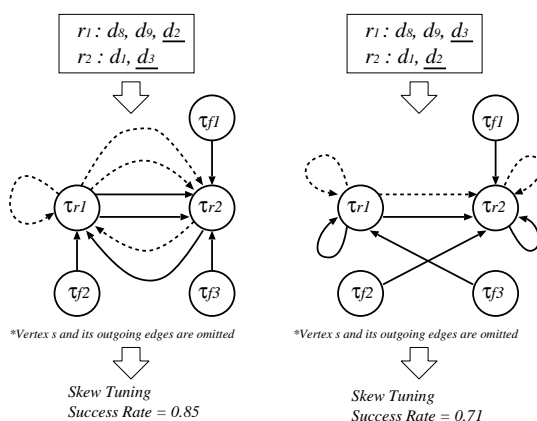 r1 : d8, d9, d2
r2 : d1, d3
τf1
τr1
τr2
τf2
τf3
*Vertex s and its outgoing edges are omitted
Skew Tuning
Success Rate = 0.85
r1 : d8, d9, d3
r2 : d1, d2
τf1
τr1
τr2
τf2
τf3
*Vertex s and its outgoing edges are omitted
Skew Tuning
Success Rate = 0.71